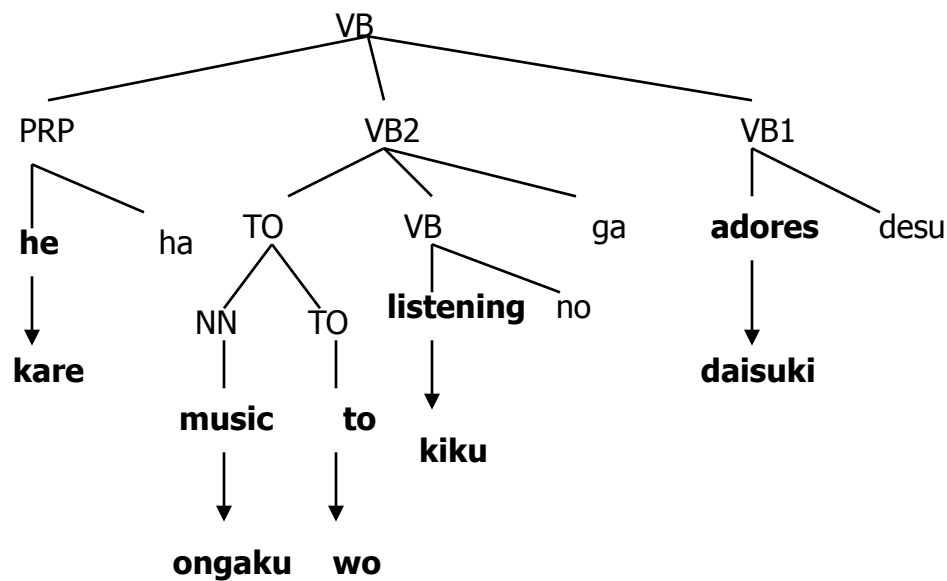 VB
PRP VB2 VB1
he ha TO VB ga adores desu
NN TO listening no
kare daisuki
music to
kiku
ongaku wo